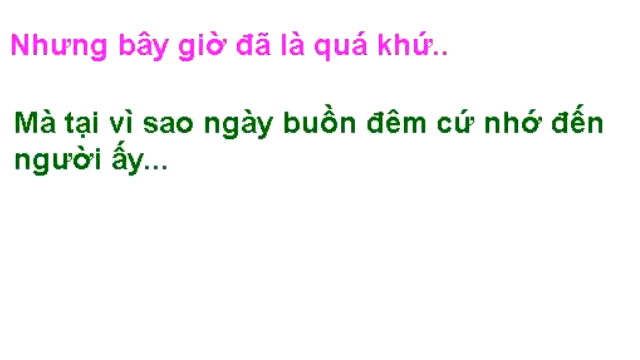 Nhưng bây giờ đã là quá khứ..
Mà tại vì sao ngày buồn đêm cứ nhớ đến
người ấy...